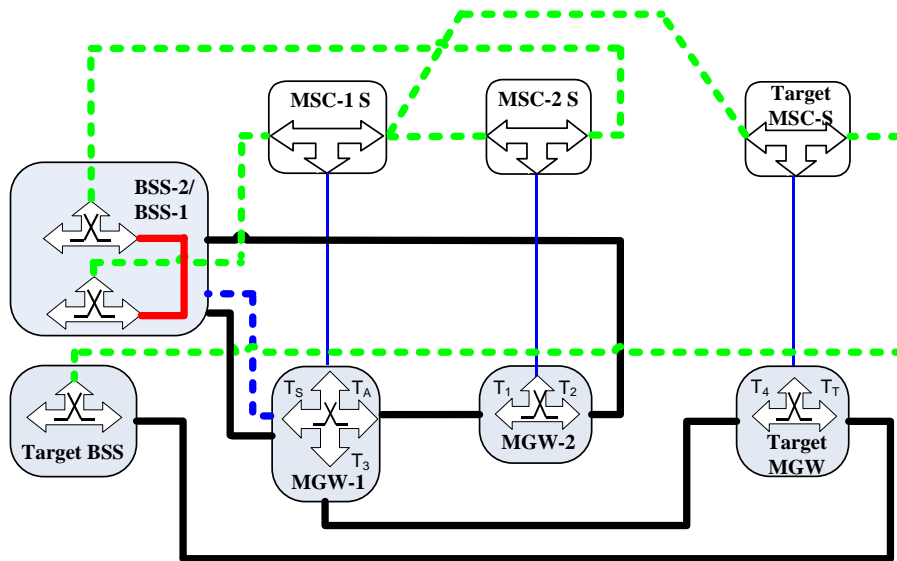 MSC-1 S
MSC-2 S
Target
MSC-S
BSS-2/
BSS-1
Target BSS
TS
TA
T3
MGW-1
T1
T2
MGW-2
T4
TT
Target
MGW